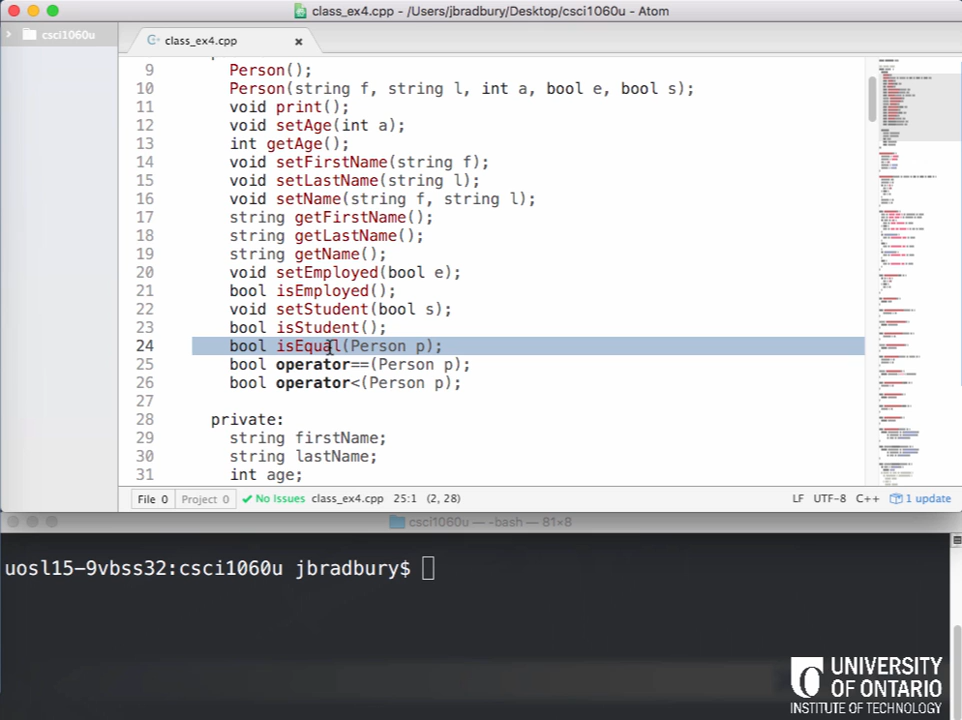 class_ex4.cpp - /Users/jbradbury/Desktop/csci1060u - Atom
csci1060u
class_ex4.cpp
9 Person();
10 Person(string f, string l, int a, bool e, bool s);
11 void print();
12 void setAge(int a);
13 int getAge();
14 void setFirstName(string f);
15 void setLastName(string l);
16 void setName(string f, string l);
17 string getFirstName();
18 string getLastName();
19 string getName();
20 void setEmployed(bool e);
21 bool isEmployed();
22 void setStudent(bool s);
23 bool isStudent();
24 bool isEqual(Person p);
25 bool operator==(Person p);
26 bool operator<(Person p);
27
28 private:
29 string firstName;
30 string lastName;
31 int age;
File 0 Project 0 No Issues class_ex4.cpp 25:1 (2, 28) LF UTF-8 C++ 1 update
csci1060u — -bash — 81×8
uosl15-9vbss32:csci1060u jbradbury$
UNIVERSITY
OF ONTARIO
INSTITUTE OF TECHNOLOGY